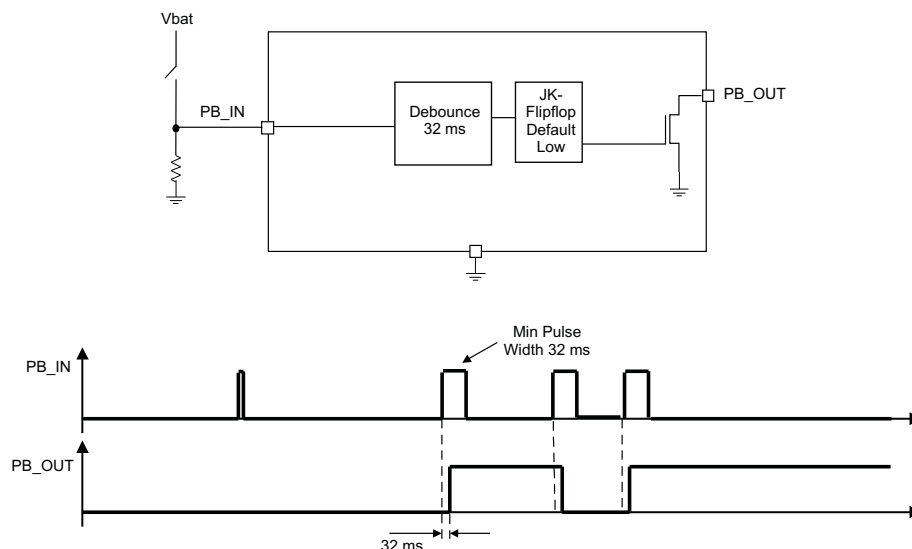 Vbat
PB_IN
Debounce
32 ms
JK-
Flipflop
Default
Low
PB_OUT
Min Pulse
Width 32 ms
PB_IN
PB_OUT
32 ms